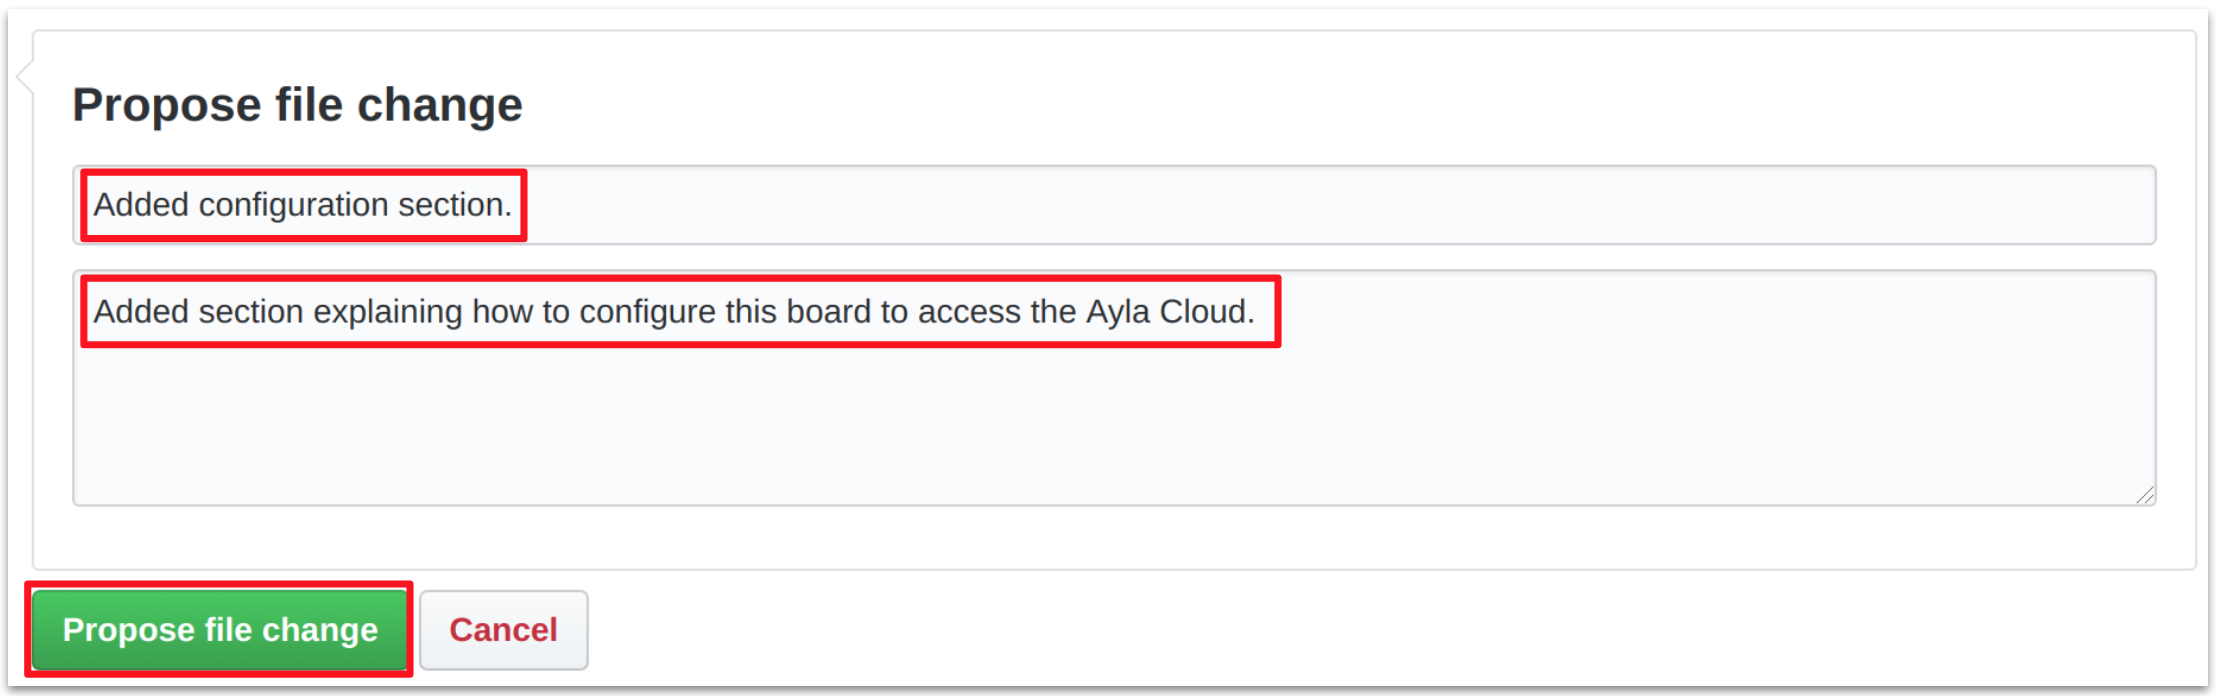 Propose file change
Added configuration section.
Added section explaining how to configure this board to access the Ayla Cloud.
Propose file change
Cancel